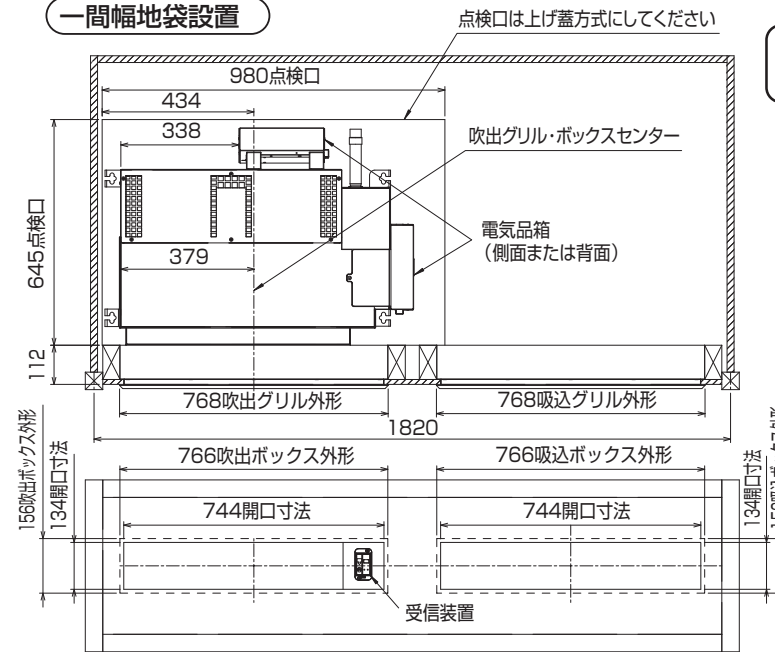 一間幅地袋設置
点検口は上げ蓋方式にしてください
980点検口
434
338
吹出グリル・ボックスセンター
645点検口
電気品箱
（側面または背面）
379
112
768吹出グリル外形
768吸込グリル外形
1820
156吹出ボックス外形
134開口寸法
766吹出ボックス外形
766吸込ボックス外形
744開口寸法
744開口寸法
134開口寸法
受信装置